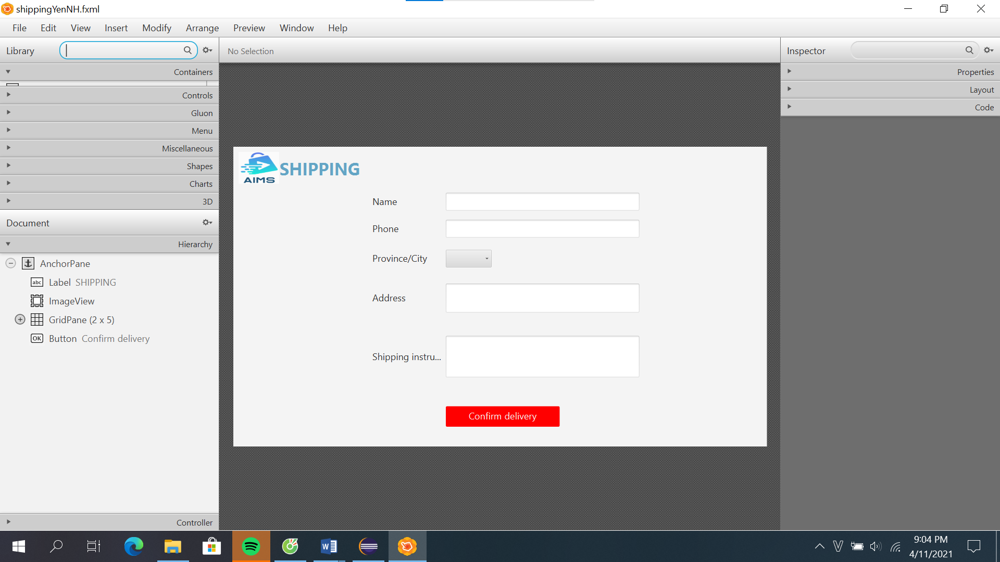 shippingYenNH.fxml
File Edit View Insert Modify Arrange Preview Window Help
Library
No Selection
Inspector
Containers
Controls
Gluon
Menu
Miscellaneous
Shapes
Charts
3D
Properties
Layout
Code
Document
Hierarchy
AnchorPane
abc Label SHIPPING
ImageView
GridPane (2 x 5)
OK Button Confirm delivery
Controller
AIMS
SHIPPING
Name
Phone
Province/City
Address
Shipping instru...
Confirm delivery
9:04 PM
4/11/2021